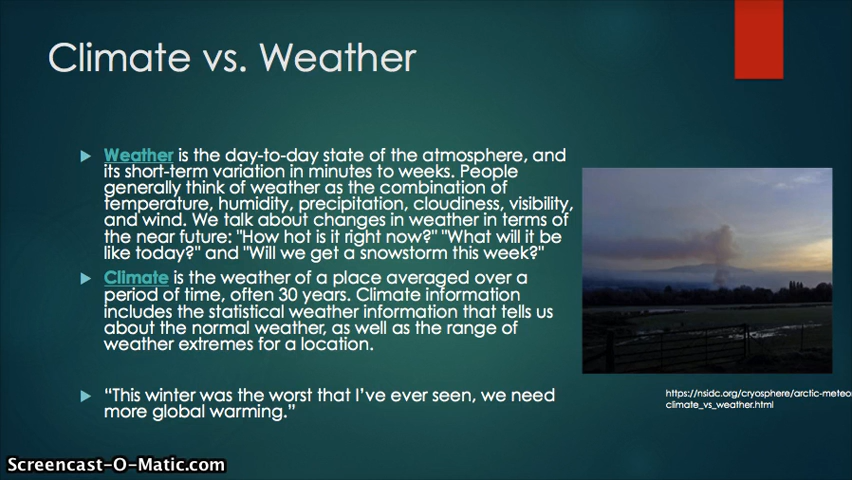 Climate vs. Weather
Weather is the day-to-day state of the atmosphere, and
its short-term variation in minutes to weeks. People
generally think of weather as the combination of
temperature, humidity, precipitation, cloudiness, visibility,
and wind. We talk about changes in weather in terms of
the near future: "How hot is it right now?" "What will it be
like today?" and "Will we get a snowstorm this week?"
Climate is the weather of a place averaged over a
period of time, often 30 years. Climate information
includes the statistical weather information that tells us
about the normal weather, as well as the range of
weather extremes for a location.
“This winter was the worst that I’ve ever seen, we need
more global warming.”
https://nsidc.org/cryosphere/arctic-meteo
climate_vs_weather.html
Screencast-O-Matic.com